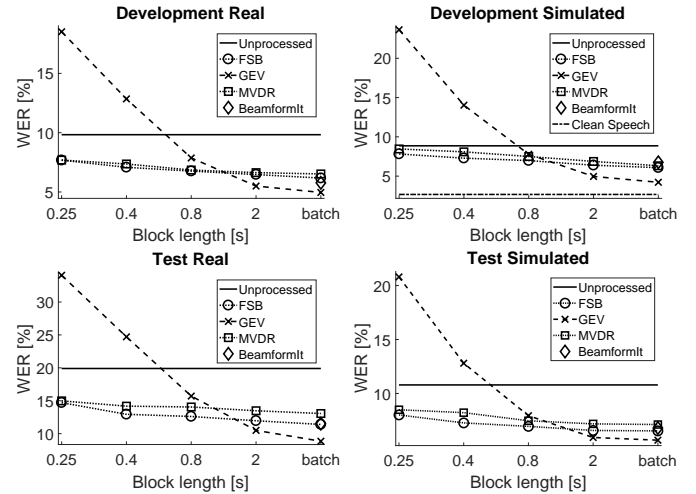 Development Real
WER [%]
15
10
5
Unprocessed
FSB
GEV
MVDR
BeamformIt
0.25 0.4 0.8 2 batch
Block length [s]
Development Simulated
WER [%]
20
15
10
5
Unprocessed
FSB
GEV
MVDR
BeamformIt
Clean Speech
0.25 0.4 0.8 2 batch
Block length [s]
Test Real
WER [%]
30
25
20
15
10
Unprocessed
FSB
GEV
MVDR
BeamformIt
0.25 0.4 0.8 2 batch
Block length [s]
Test Simulated
WER [%]
20
15
10
Unprocessed
FSB
GEV
MVDR
BeamformIt
0.25 0.4 0.8 2 batch
Block length [s]